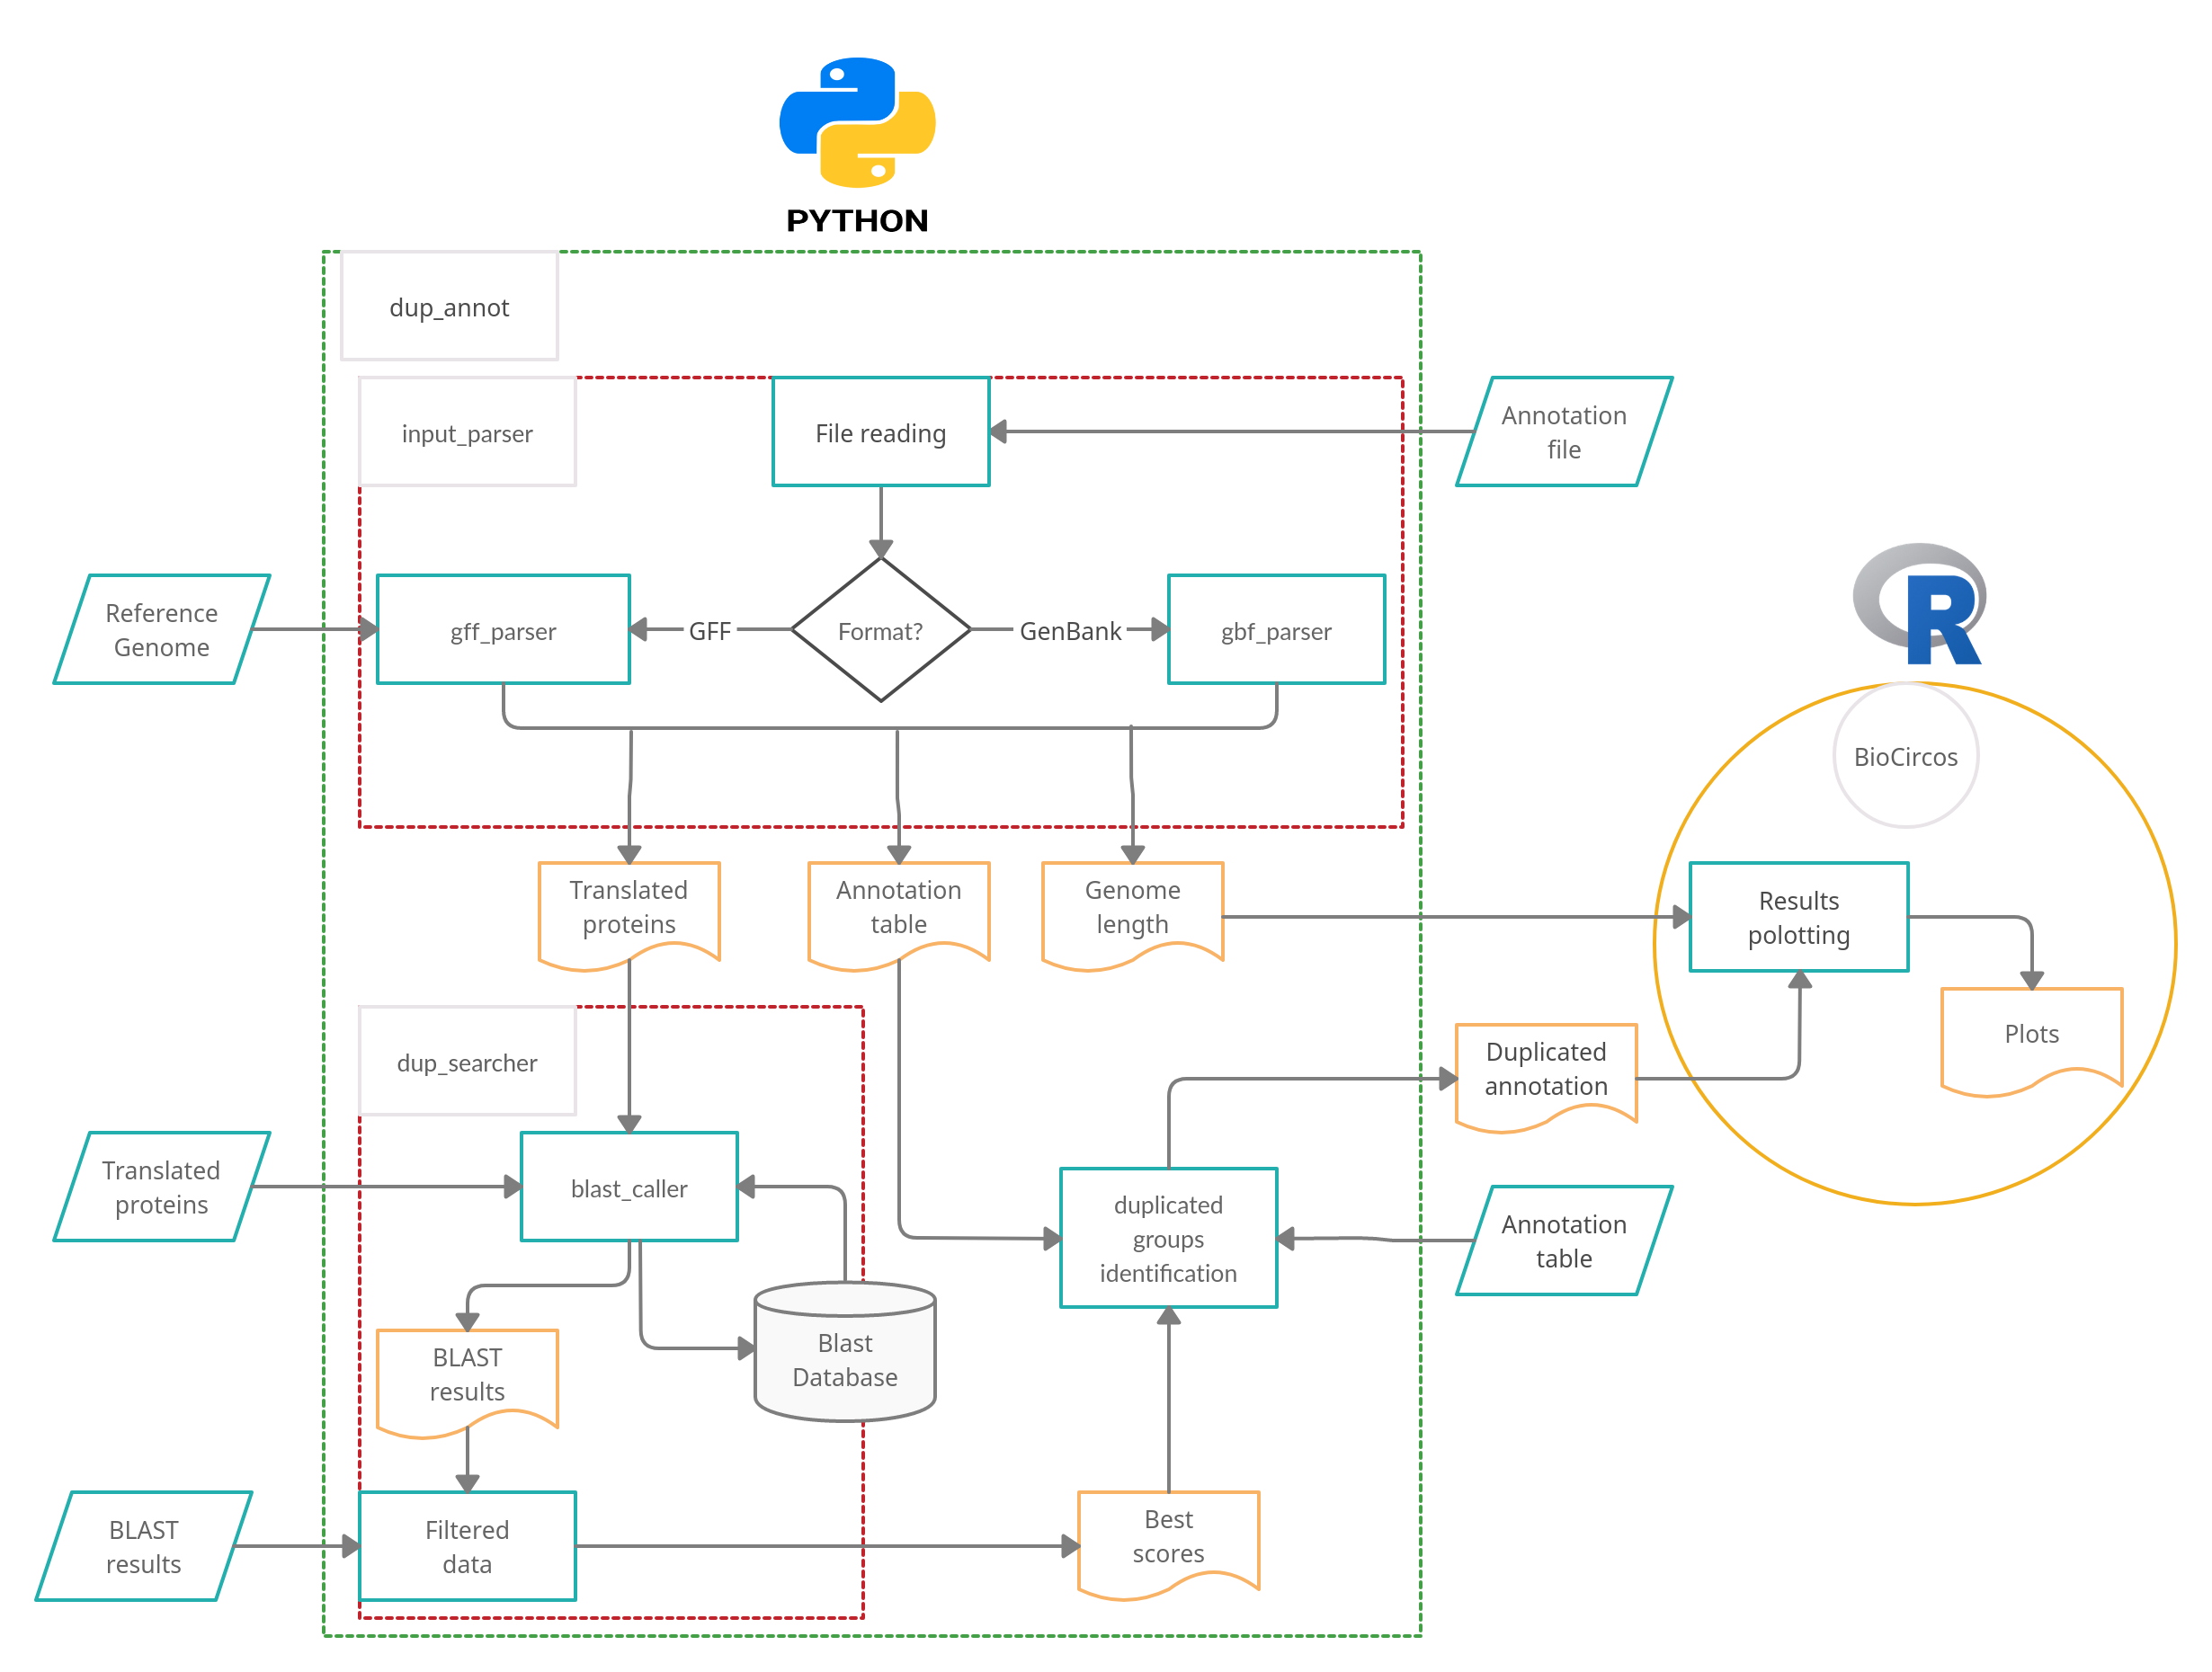 PYTHON
dup_annot
input_parser
File reading
Annotation
file
Reference
Genome
gff_parser
GFF
Format?
GenBank
gbf_parser
R
BioCircos
Translated
proteins
Annotation
table
Genome
length
Results
polotting
Plots
dup_searcher
Duplicated
annotation
Translated
proteins
blast_caller
duplicated
groups
identification
Annotation
table
BLAST
results
Blast
Database
BLAST
results
Filtered
data
Best
scores